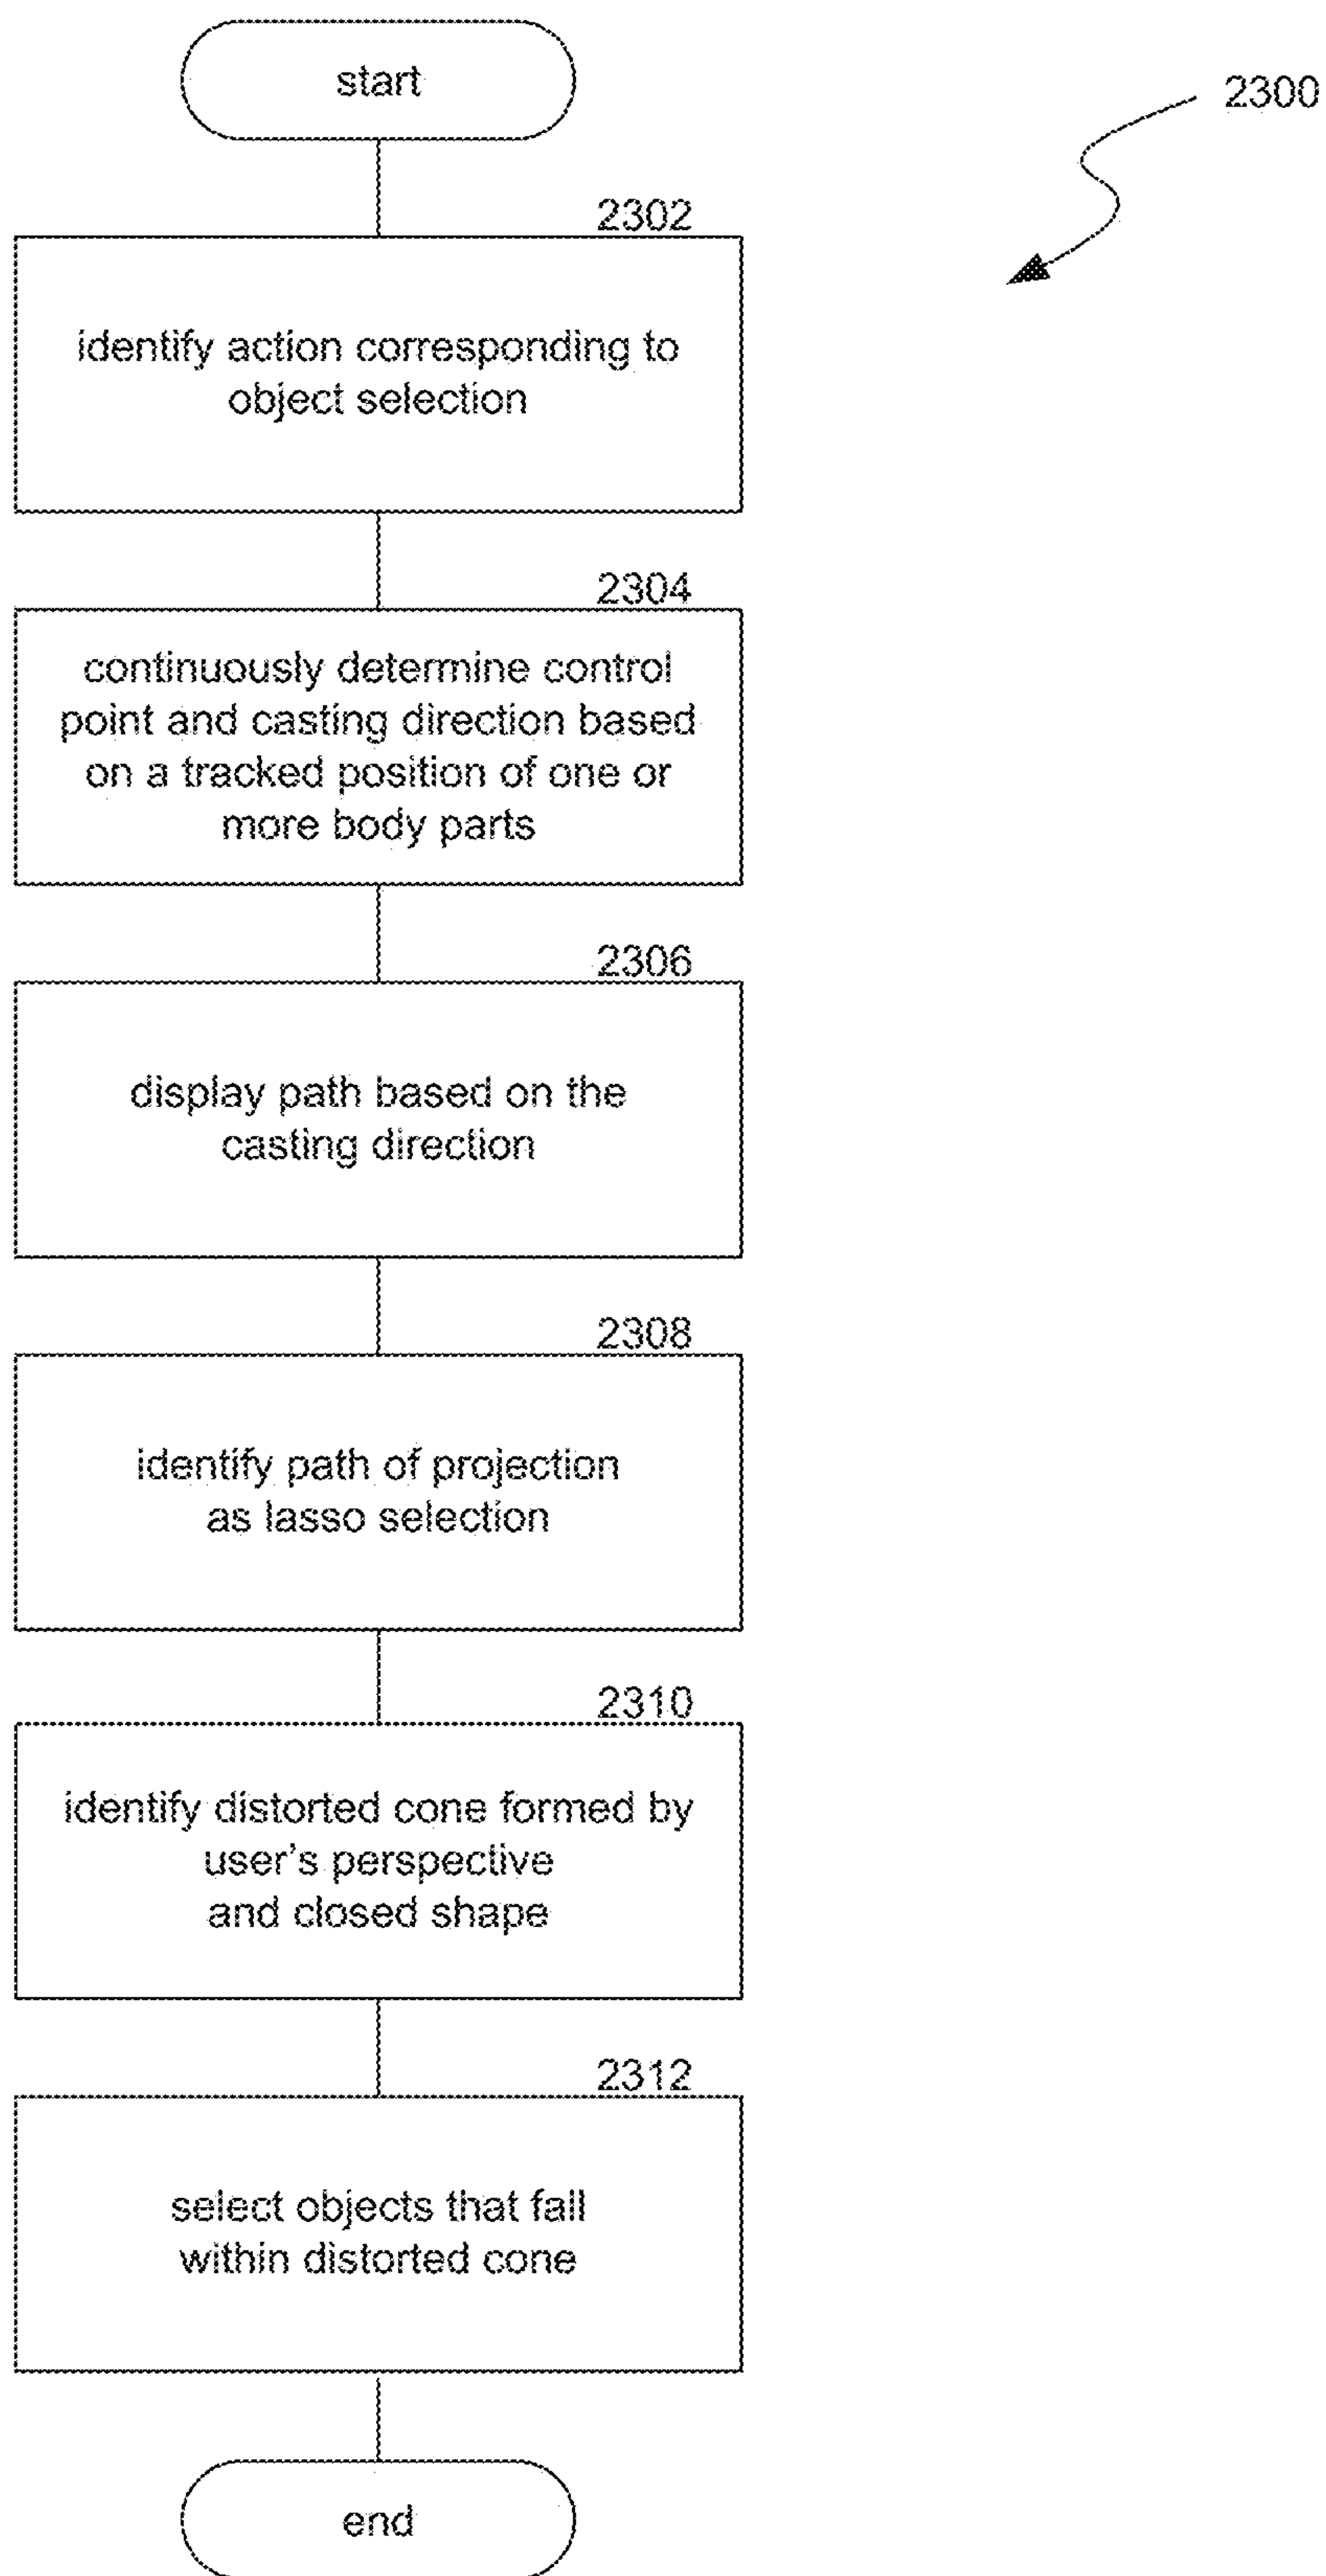 start
2300
2302
identify action corresponding to
object selection
2304
continuously determine control
point and casting direction based
on a tracked position of one or
more body parts
2306
display path based on the
casting direction
2308
identify path of projection
as lasso selection
2310
identify distorted cone formed by
user's perspective
and closed shape
2312
select objects that fall
within distorted cone
end